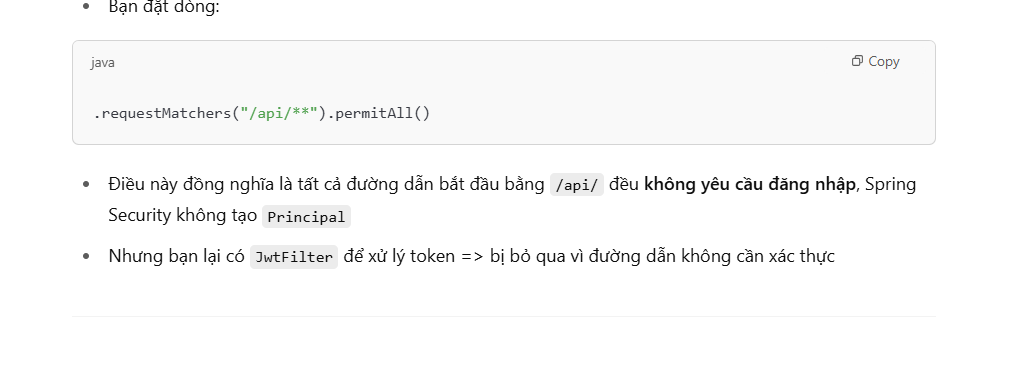 Bạn đặt dòng:
java
Copy
.requestMatchers("/api/**").permitAll()
Điều này đồng nghĩa là tất cả đường dẫn bắt đầu bằng /api/ đều không yêu cầu đăng nhập, Spring
Security không tạo Principal
Nhưng bạn lại có JwtFilter để xử lý token => bị bỏ qua vì đường dẫn không cần xác thực